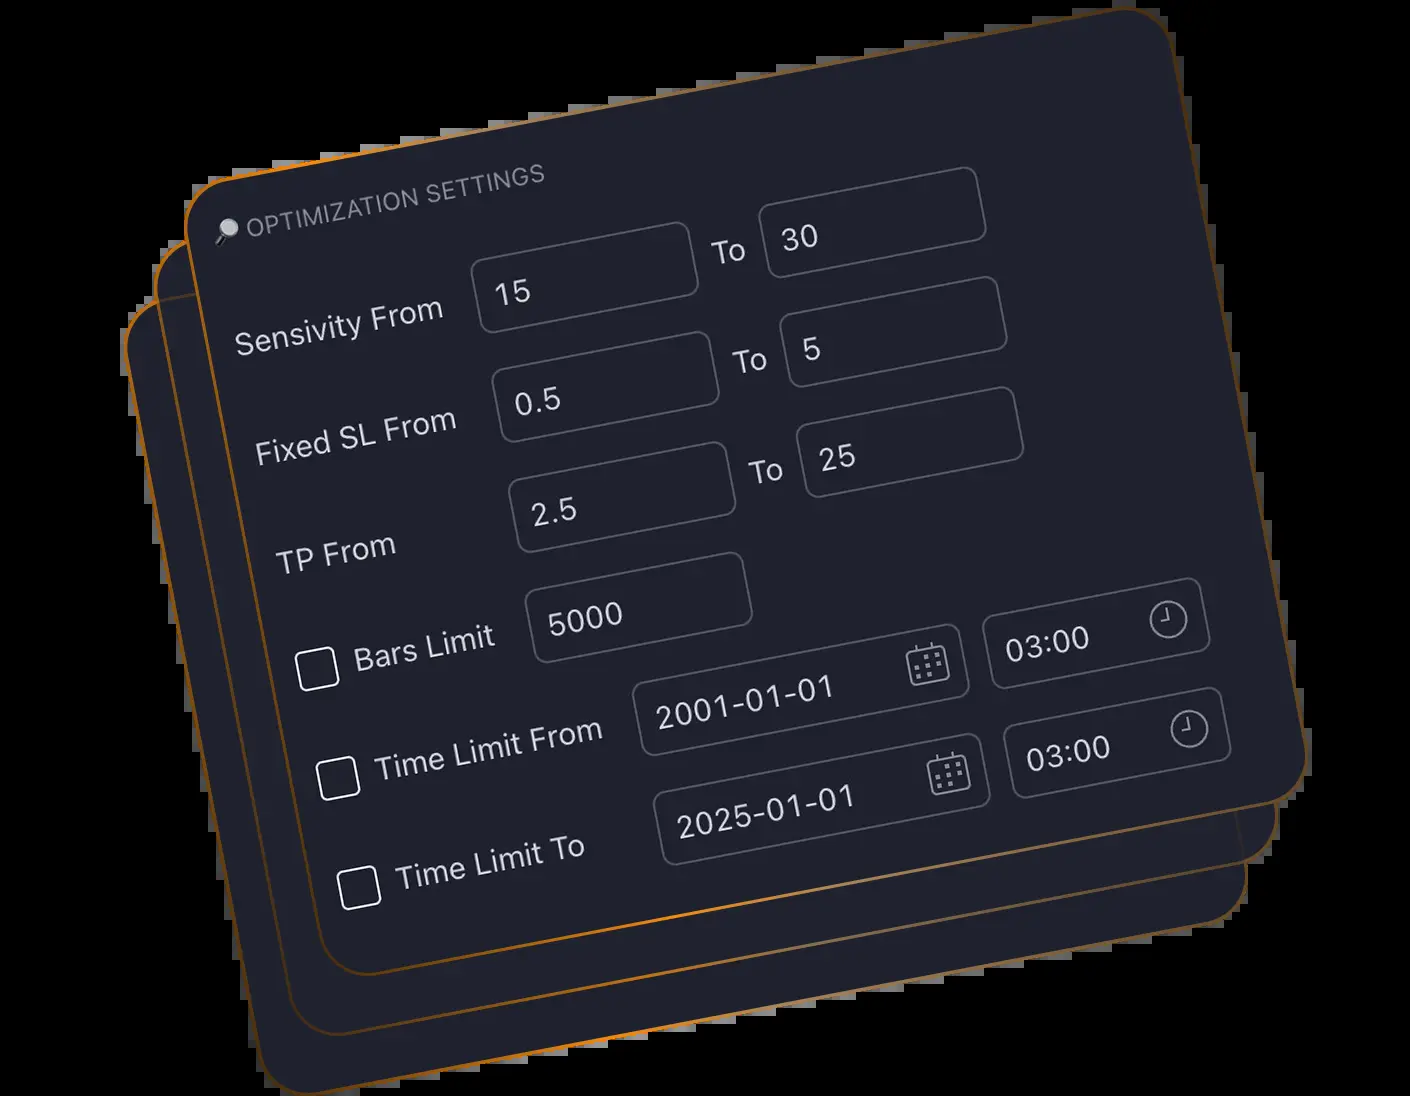 OPTIMIZATION SETTINGS
Sensivity From 15 To 30
Fixed SL From 0.5 To 5
TP From 2.5 To 25
Bars Limit 5000
Time Limit From 2001-01-01 03:00
Time Limit To 2025-01-01 03:00